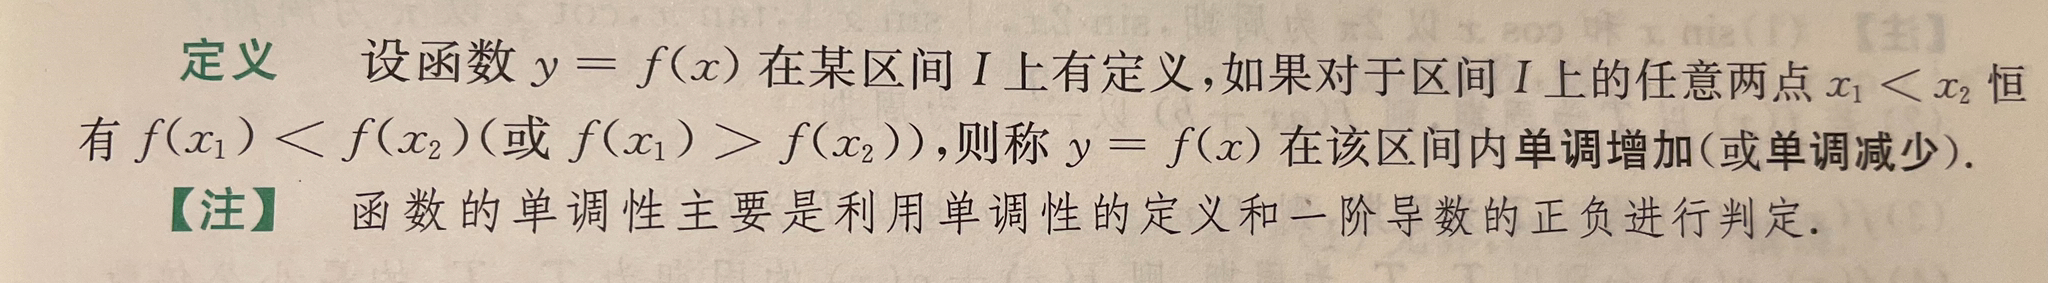 定义 设函数 y = f(x) 在某区间 I 上有定义,如果对于区间 I 上的任意两点 x₁ < x₂ 恒
有 f(x₁) < f(x₂)(或 f(x₁) > f(x₂)),则称 y = f(x) 在该区间内单调增加(或单调减少).
【注】 函数的单调性主要是利用单调性的定义和一阶导数的正负进行判定.